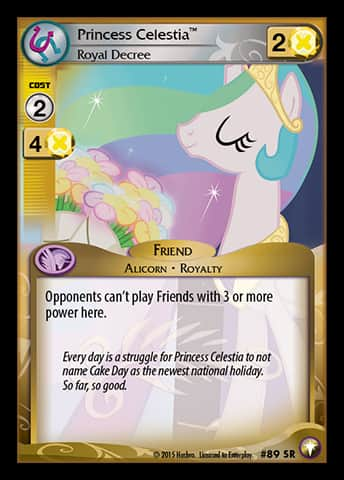 Princess Celestia™
Royal Decree
2
COST
2
4
FRIEND
ALICORN • ROYALTY
Opponents can't play Friends with 3 or more
power here.
Every day is a struggle for Princess Celestia to not
name Cake Day as the newest national holiday.
So far, so good.
© 2015 Hasbro. Licensed to Enterplay. #89 SR